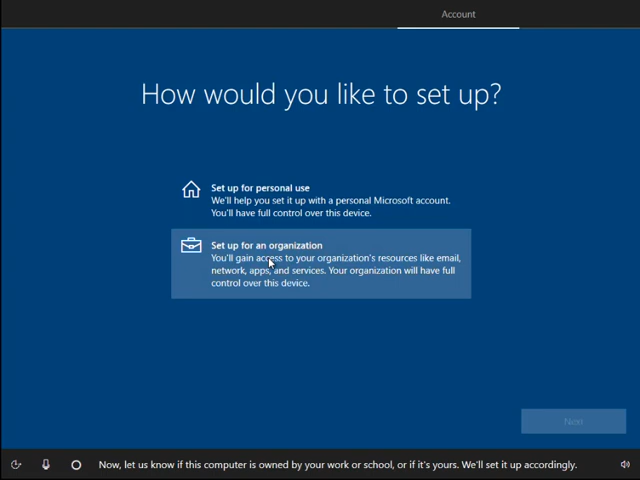 Account
How would you like to set up?
Set up for personal use
We'll help you set it up with a personal Microsoft account.
You'll have full control over this device.
Set up for an organization
You'll gain access to your organization's resources like email,
network, apps, and services. Your organization will have full
control over this device.
Next
Now, let us know if this computer is owned by your work or school, or if it's yours. We'll set it up accordingly.